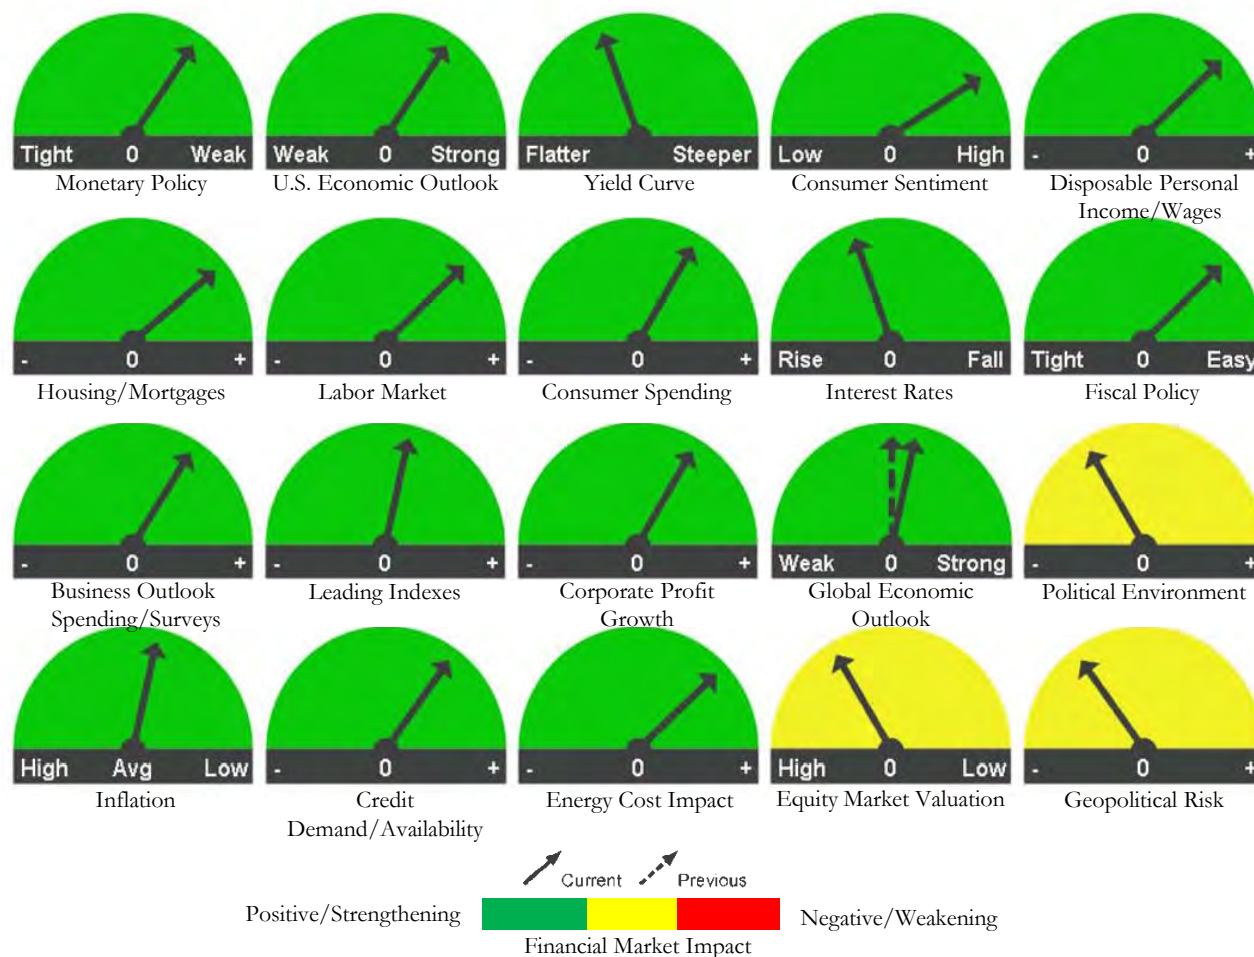 Tight 0 Weak
Monetary Policy
Weak 0 Strong
U.S. Economic Outlook
Flatter Steeper
Yield Curve
Low 0 High
Consumer Sentiment
- 0 +
Disposable Personal
Income/Wages
- 0 +
Housing/Mortgages
- 0 +
Labor Market
- 0 +
Consumer Spending
Rise 0 Fall
Interest Rates
Tight 0 Easy
Fiscal Policy
- 0 +
Business Outlook
Spending/Surveys
- 0 +
Leading Indexes
- 0 +
Corporate Profit
Growth
Weak 0 Strong
Global Economic
Outlook
- 0 +
Political Environment
High Avg Low
Inflation
- 0 +
Credit
Demand/Availability
- 0 +
Energy Cost Impact
High 0 Low
Equity Market Valuation
- 0 +
Geopolitical Risk
Current Previous
Positive/Strengthening Negative/Weakening
Financial Market Impact